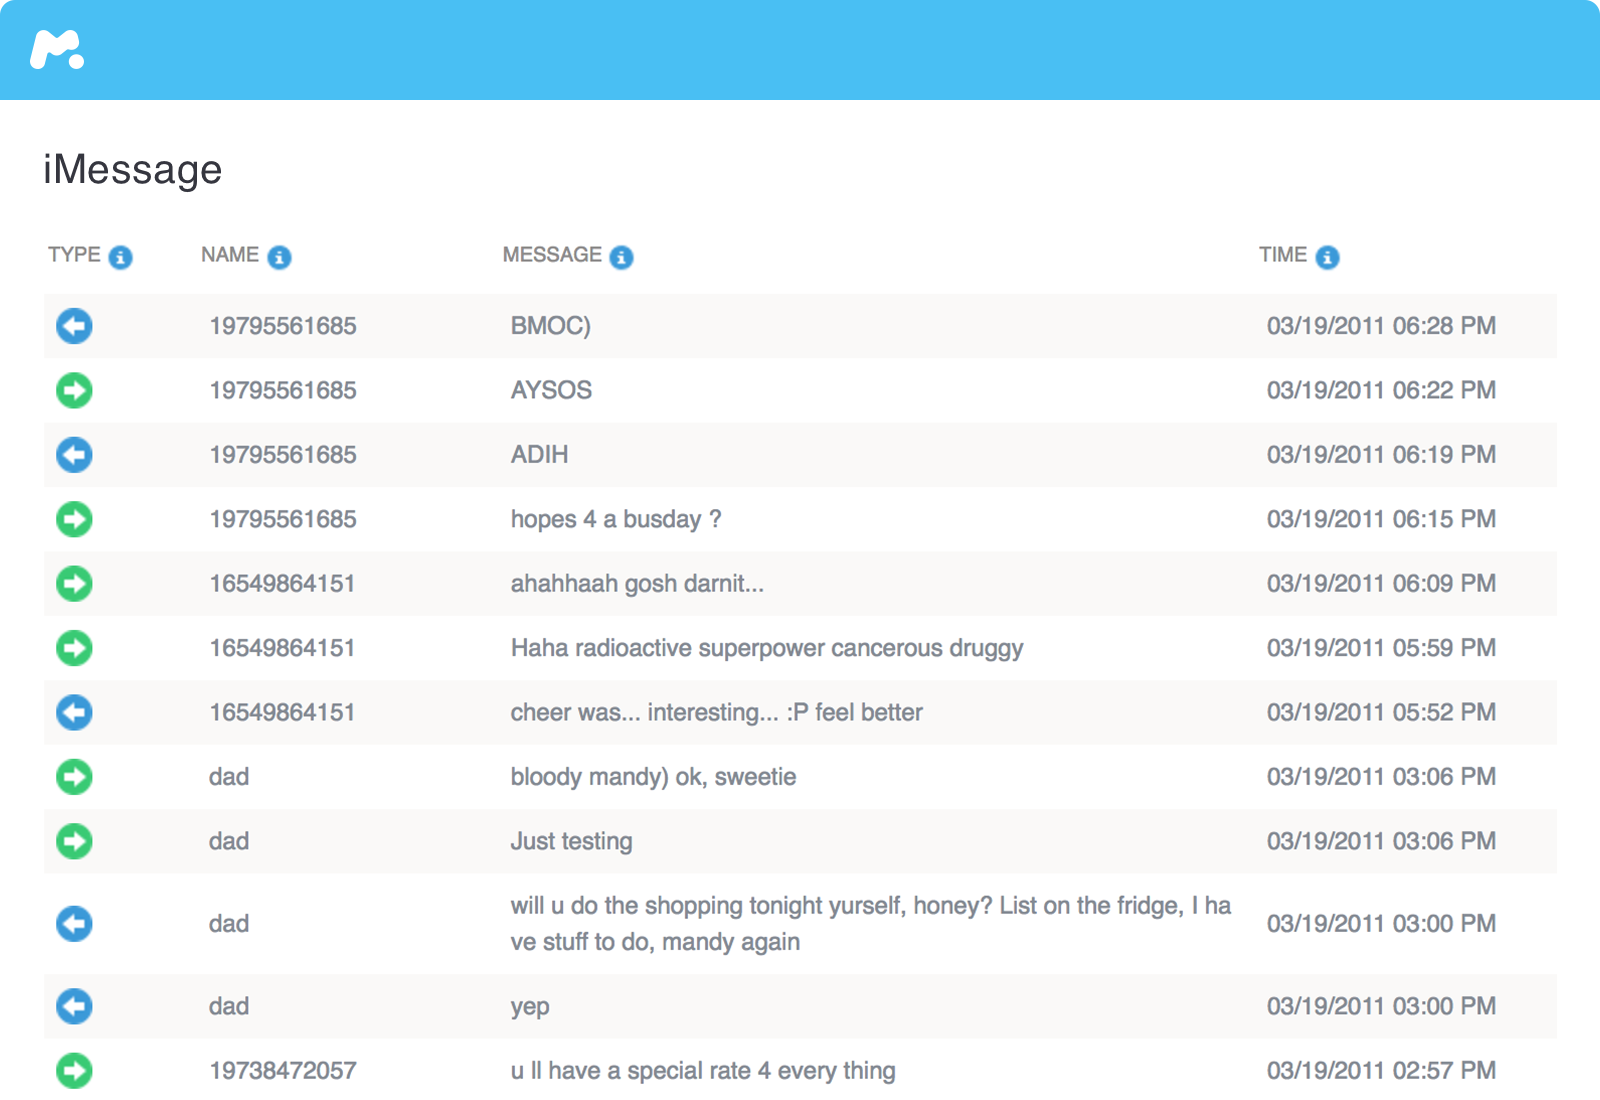 iMessage
TYPE NAME MESSAGE TIME
19795561685 BMOC) 03/19/2011 06:28 PM
19795561685 AYSOS 03/19/2011 06:22 PM
19795561685 ADIH 03/19/2011 06:19 PM
19795561685 hopes 4 a busday ? 03/19/2011 06:15 PM
16549864151 ahahhaah gosh darnit... 03/19/2011 06:09 PM
16549864151 Haha radioactive superpower cancerous druggy 03/19/2011 05:59 PM
16549864151 cheer was... interesting... :P feel better 03/19/2011 05:52 PM
dad bloody mandy) ok, sweetie 03/19/2011 03:06 PM
dad Just testing 03/19/2011 03:06 PM
dad will u do the shopping tonight yurself, honey? List on the fridge, I ha 03/19/2011 03:00 PM
ve stuff to do, mandy again
dad yep 03/19/2011 03:00 PM
19738472057 u ll have a special rate 4 every thing 03/19/2011 02:57 PM